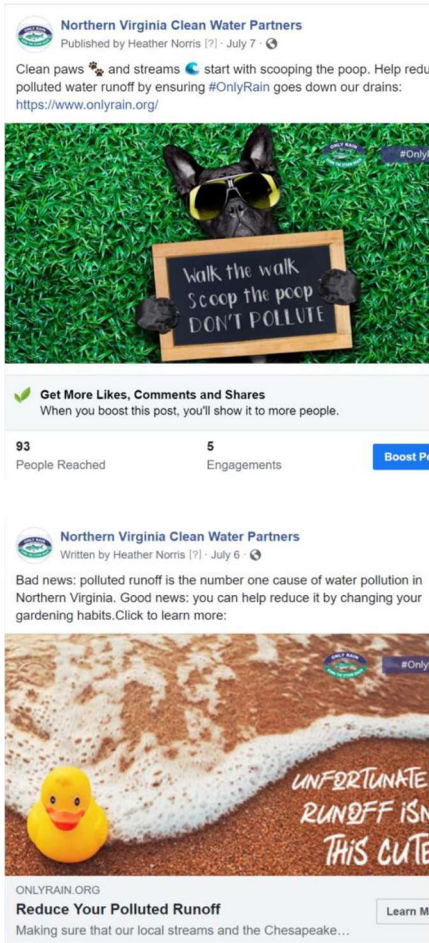 Northern Virginia Clean Water Partners
Published by Heather Norris [?] · July 7 ·
Clean paws 🐾 and streams 🌊 start with scooping the poop. Help redu
polluted water runoff by ensuring #OnlyRain goes down our drains:
https://www.onlyrain.org/
ONLY RAIN
#Only
Walk the walk
Scoop the poop
DON'T POLLUTE
Get More Likes, Comments and Shares
When you boost this post, you'll show it to more people.
93
5
People Reached
Engagements
Boost Po
Northern Virginia Clean Water Partners
Written by Heather Norris [?] · July 6 ·
Bad news: polluted runoff is the number one cause of water pollution in
Northern Virginia. Good news: you can help reduce it by changing your
gardening habits.Click to learn more:
ONLY RAIN
#Only
UNFORTUNATE
RUNOFF ISN
THIS CUTE
ONLYRAIN.ORG
Reduce Your Polluted Runoff
Learn M
Making sure that our local streams and the Chesapeake...